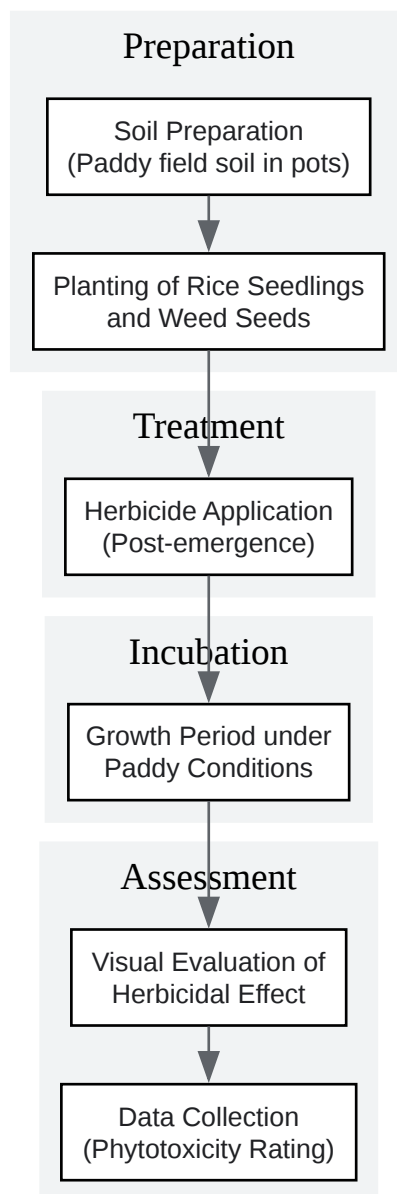 Preparation
Soil Preparation
(Paddy field soil in pots)
Planting of Rice Seedlings
and Weed Seeds
Treatment
Herbicide Application
(Post-emergence)
Incubation
Growth Period under
Paddy Conditions
Assessment
Visual Evaluation of
Herbicidal Effect
Data Collection
(Phytotoxicity Rating)